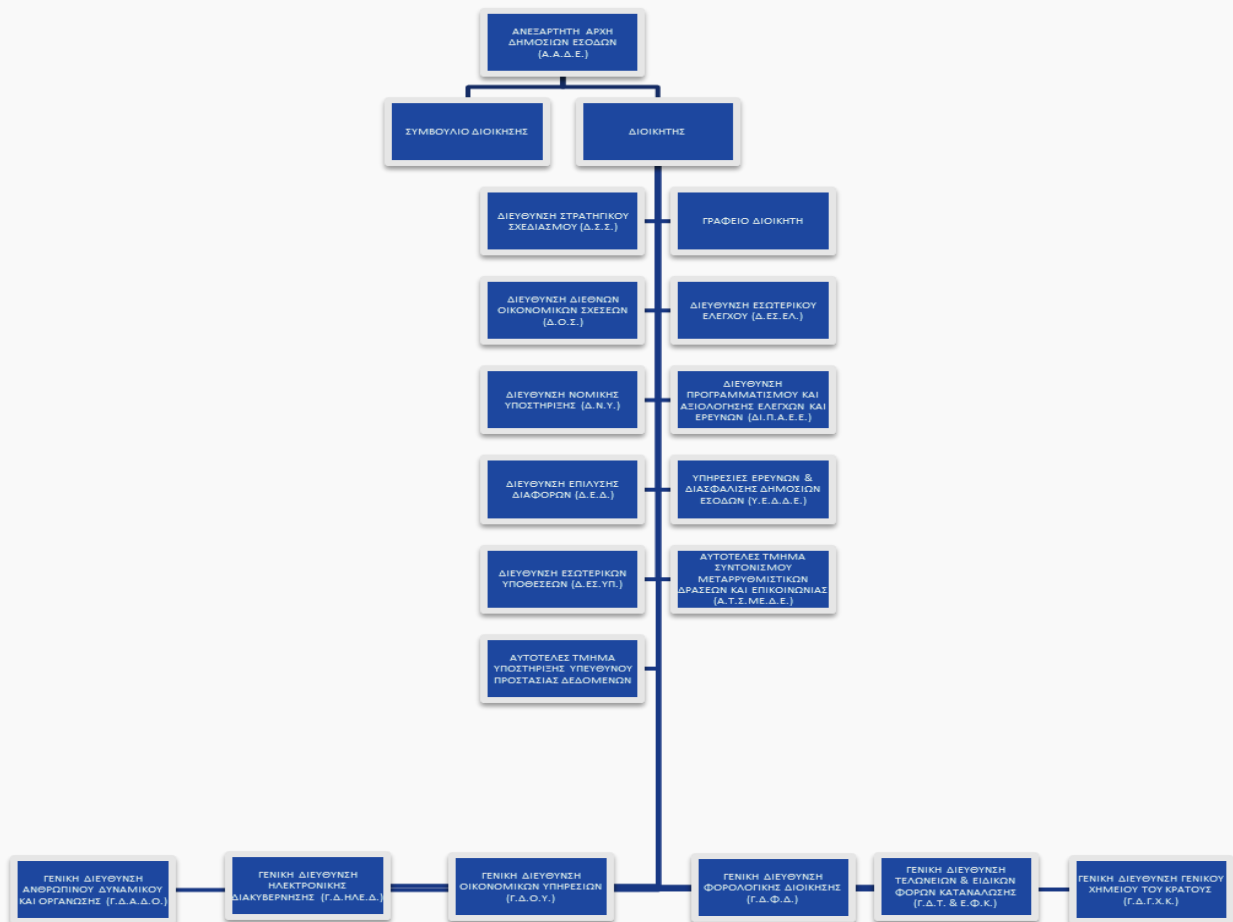 ΑΝΕΞΑΡΤΗΤΗ ΑΡΧΗ
ΔΗΜΟΣΙΩΝ ΕΣΟΔΩΝ
(Α.Α.Δ.Ε.)
ΣΥΜΒΟΥΛΙΟ ΔΙΟΙΚΗΣΗΣ
ΔΙΟΙΚΗΤΗΣ
ΔΙΕΥΘΥΝΣΗ ΣΤΡΑΤΗΓΙΚΟΥ
ΣΧΕΔΙΑΣΜΟΥ (Δ.Σ.Σ.)
ΓΡΑΦΕΙΟ ΔΙΟΙΚΗΤΗ
ΔΙΕΥΘΥΝΣΗ ΔΙΕΘΝΩΝ
ΟΙΚΟΝΟΜΙΚΩΝ ΣΧΕΣΕΩΝ
(Δ.Ο.Σ.)
ΔΙΕΥΘΥΝΣΗ ΕΣΩΤΕΡΙΚΟΥ
ΕΛΕΓΧΟΥ (Δ.ΕΣ.ΕΛ.)
ΔΙΕΥΘΥΝΣΗ ΝΟΜΙΚΗΣ
ΥΠΟΣΤΗΡΙΞΗΣ (Δ.Ν.Υ.)
ΔΙΕΥΘΥΝΣΗ
ΠΡΟΓΡΑΜΜΑΤΙΣΜΟΥ ΚΑΙ
ΑΞΙΟΛΟΓΗΣΗΣ ΕΛΕΓΧΩΝ ΚΑΙ
ΕΡΕΥΝΩΝ (ΔΙ.Π.Α.Ε.Ε.)
ΔΙΕΥΘΥΝΣΗ ΕΠΙΛΥΣΗΣ
ΔΙΑΦΟΡΩΝ (Δ.Ε.Δ.)
ΥΠΗΡΕΣΙΕΣ ΕΡΕΥΝΩΝ &
ΔΙΑΣΦΑΛΙΣΗΣ ΔΗΜΟΣΙΩΝ
ΕΣΟΔΩΝ (Υ.Ε.Δ.Δ.Ε.)
ΔΙΕΥΘΥΝΣΗ ΕΣΩΤΕΡΙΚΩΝ
ΥΠΟΘΕΣΕΩΝ (Δ.ΕΣ.ΥΠ.)
ΑΥΤΟΤΕΛΕΣ ΤΜΗΜΑ
ΣΥΝΤΟΝΙΣΜΟΥ
ΜΕΤΑΡΡΥΘΜΙΣΤΙΚΩΝ
ΔΡΑΣΕΩΝ ΚΑΙ ΕΠΙΚΟΙΝΩΝΙΑΣ
(Α.Τ.Σ.ΜΕ.Δ.Ε.)
ΑΥΤΟΤΕΛΕΣ ΤΜΗΜΑ
ΥΠΟΣΤΗΡΙΞΗΣ ΥΠΕΥΘΥΝΟΥ
ΠΡΟΣΤΑΣΙΑΣ ΔΕΔΟΜΕΝΩΝ
ΓΕΝΙΚΗ ΔΙΕΥΘΥΝΣΗ
ΑΝΘΡΩΠΙΝΟΥ ΔΥΝΑΜΙΚΟΥ
ΚΑΙ ΟΡΓΑΝΩΣΗΣ (Γ.Δ.Α.Δ.Ο.)
ΓΕΝΙΚΗ ΔΙΕΥΘΥΝΣΗ
ΗΛΕΚΤΡΟΝΙΚΗΣ
ΔΙΑΚΥΒΕΡΝΗΣΗΣ (Γ.Δ.ΗΛΕ.Δ.)
ΓΕΝΙΚΗ ΔΙΕΥΘΥΝΣΗ
ΟΙΚΟΝΟΜΙΚΩΝ ΥΠΗΡΕΣΙΩΝ
(Γ.Δ.Ο.Υ.)
ΓΕΝΙΚΗ ΔΙΕΥΘΥΝΣΗ
ΦΟΡΟΛΟΓΙΚΗΣ ΔΙΟΙΚΗΣΗΣ
(Γ.Δ.Φ.Δ.)
ΓΕΝΙΚΗ ΔΙΕΥΘΥΝΣΗ
ΤΕΛΩΝΕΙΩΝ & ΕΙΔΙΚΩΝ
ΦΟΡΩΝ ΚΑΤΑΝΑΛΩΣΗΣ
(Γ.Δ.Τ. & Ε.Φ.Κ.)
ΓΕΝΙΚΗ ΔΙΕΥΘΥΝΣΗ ΓΕΝΙΚΟΥ
ΧΗΜΕΙΟΥ ΤΟΥ ΚΡΑΤΟΥΣ
(Γ.Δ.Γ.Χ.Κ.)